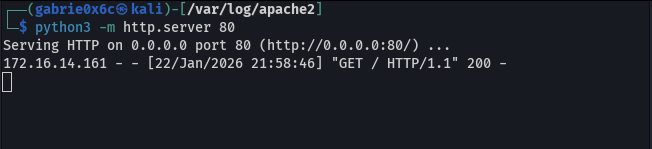 ┌──(gabrie0x6c㉿kali)-[/var/log/apache2]
└─$ python3 -m http.server 80
Serving HTTP on 0.0.0.0 port 80 (http://0.0.0.0:80/) ...
172.16.14.161 - - [22/Jan/2026 21:58:46] "GET / HTTP/1.1" 200 -